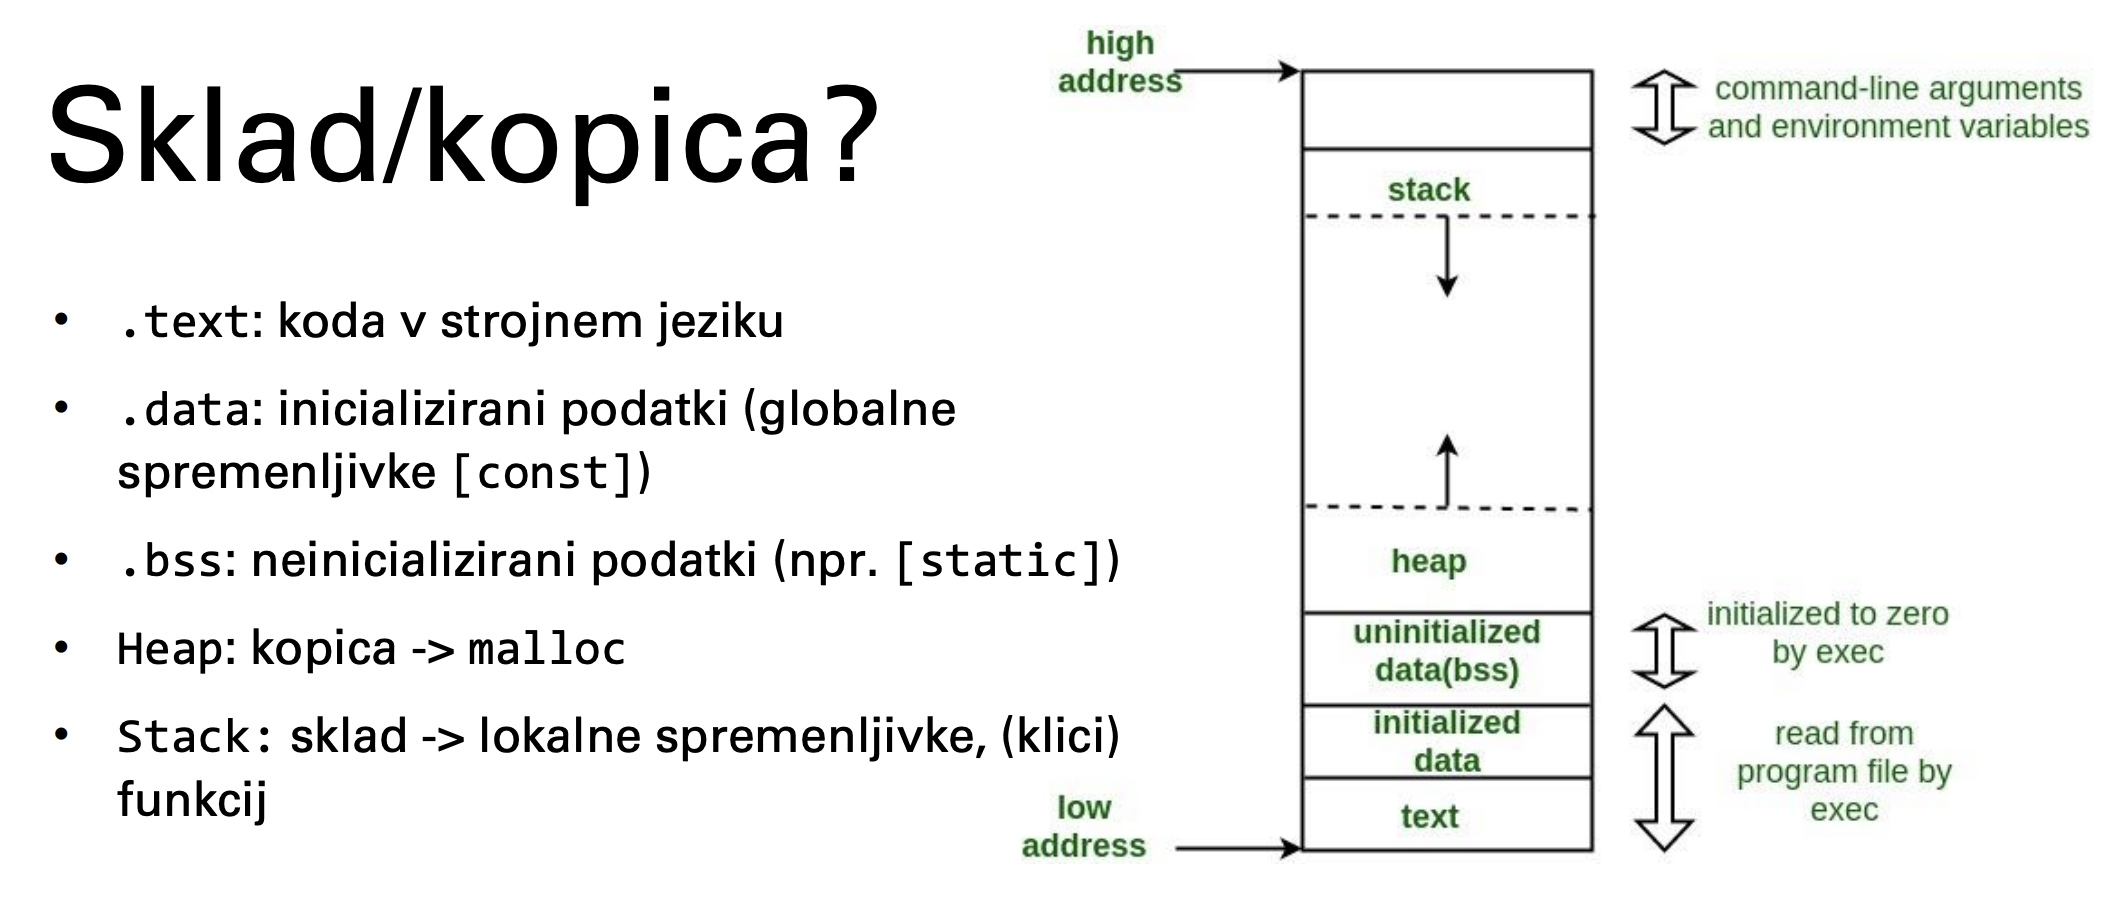 Sklad/kopica?
• .text: koda v strojnem jeziku
• .data: inicializirani podatki (globalne
spremenljivke [const])
• .bss: neinicializirani podatki (npr. [static])
• Heap: kopica -> malloc
• Stack: sklad -> lokalne spremenljivke, (klici)
funkcij
high
address
command-line arguments
and environment variables
stack
heap
uninitialized
data(bss)
initialized to zero
by exec
initialized
data
read from
program file by
exec
text
low
address